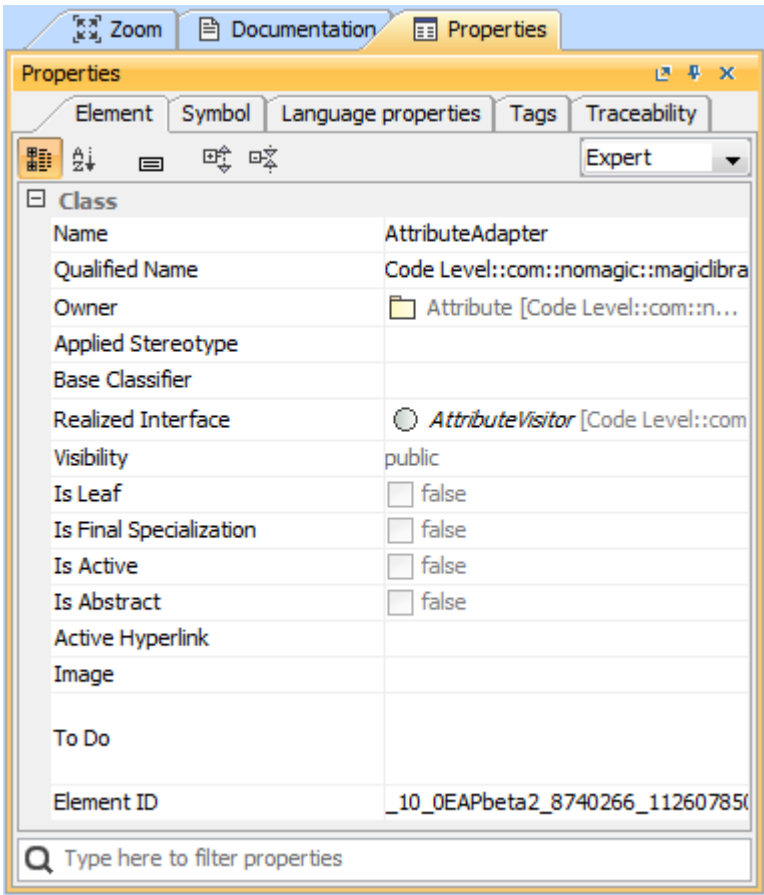 Zoom Documentation Properties
Properties
Element Symbol Language properties Tags Traceability
Expert
Class
Name AttributeAdapter
Qualified Name Code Level::com::nomagic::magiclibra
Owner Attribute [Code Level::com::n...
Applied Stereotype
Base Classifier
Realized Interface AttributeVisitor [Code Level::com
Visibility public
Is Leaf false
Is Final Specialization false
Is Active false
Is Abstract false
Active Hyperlink
Image
To Do
Element ID _10_0EAPbeta2_8740266_112607850
Type here to filter properties